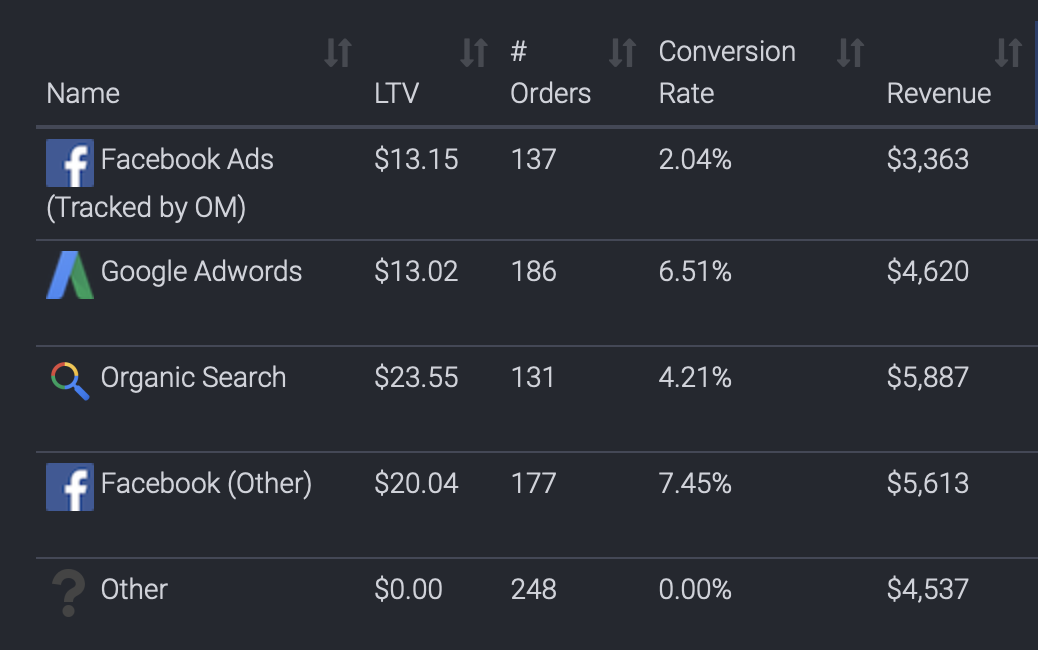 Name LTV # Orders Conversion Rate Revenue
Facebook Ads (Tracked by OM) $13.15 137 2.04% $3,363
Google Adwords $13.02 186 6.51% $4,620
Organic Search $23.55 131 4.21% $5,887
Facebook (Other) $20.04 177 7.45% $5,613
Other $0.00 248 0.00% $4,537